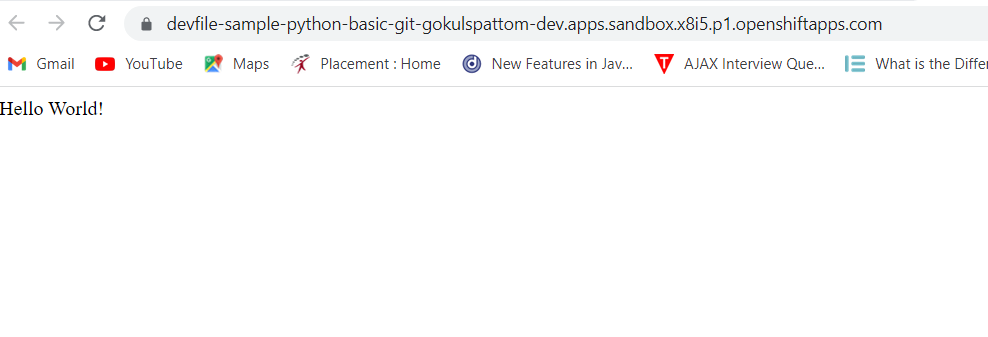 devfile-sample-python-basic-git-gokulspattom-dev.apps.sandbox.x8i5.p1.openshiftapps.com
Gmail YouTube Maps Placement : Home New Features in Jav... AJAX Interview Que... What is the Differe
Hello World!